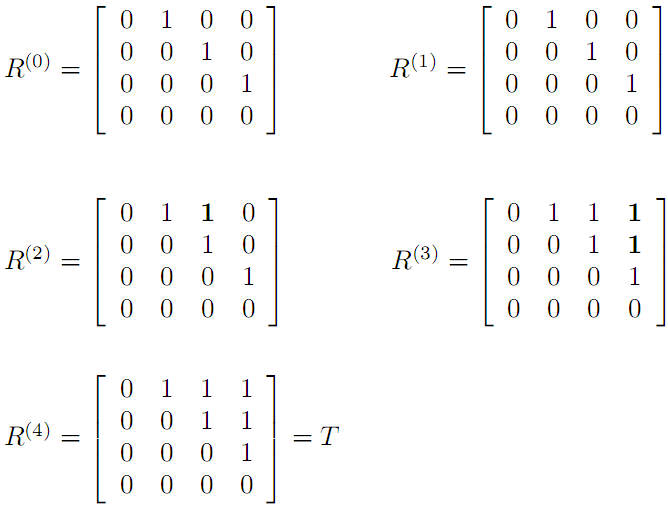 R(0) = [ 0 1 0 0 R(1) = [ 0 1 0 0
0 0 1 0 0 0 1 0
0 0 0 1 0 0 0 1
0 0 0 0 ] 0 0 0 0 ]
R(2) = [ 0 1 1 0 R(3) = [ 0 1 1 1
0 0 1 0 0 0 1 1
0 0 0 1 0 0 0 1
0 0 0 0 ] 0 0 0 0 ]
R(4) = [ 0 1 1 1
0 0 1 1
0 0 0 1
0 0 0 0 ] = T